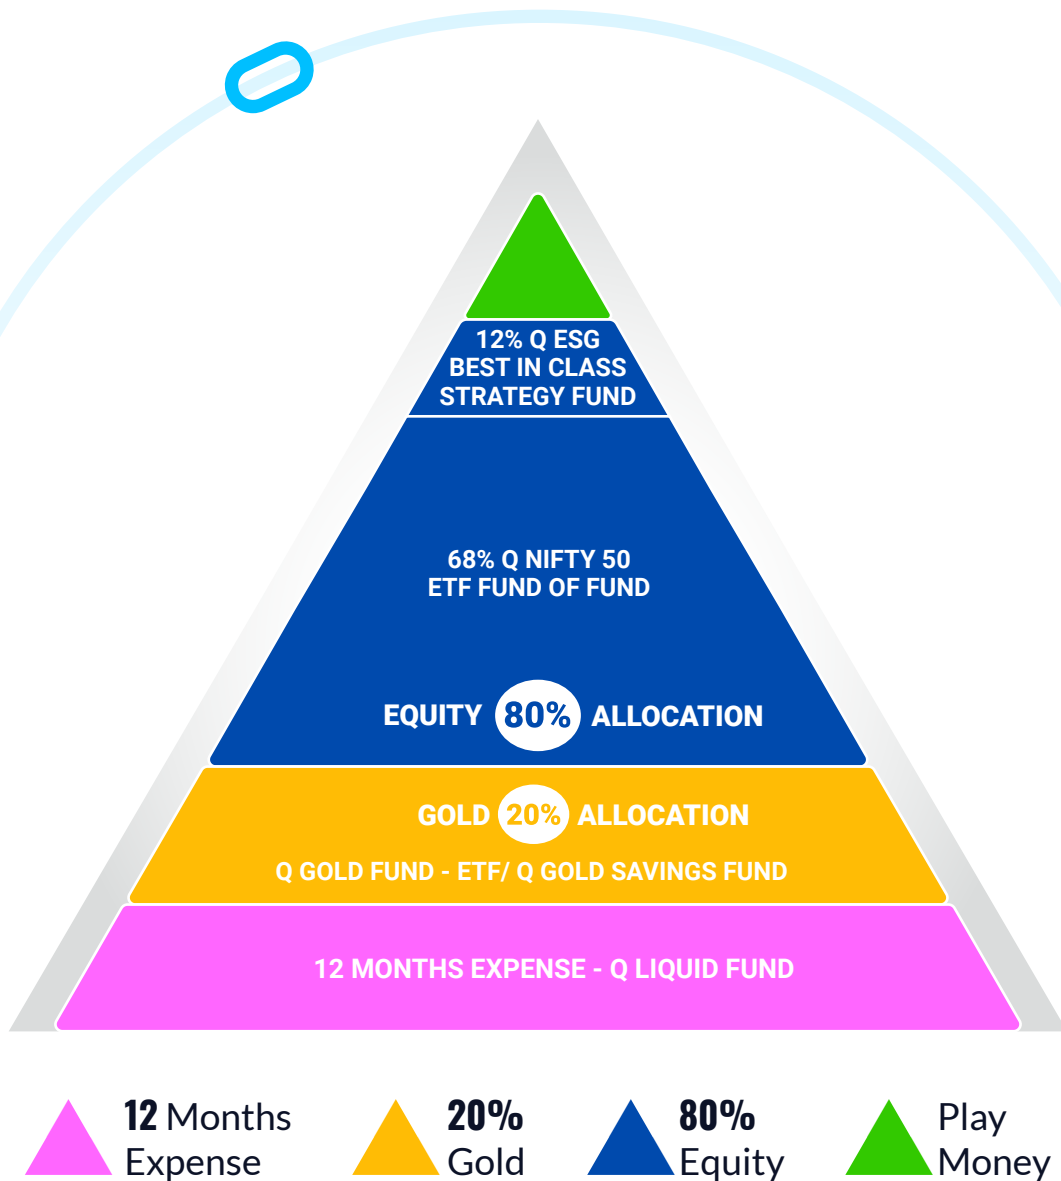 12% Q ESG
BEST IN CLASS
STRATEGY FUND
68% Q NIFTY 50
ETF FUND OF FUND
EQUITY 80% ALLOCATION
GOLD 20% ALLOCATION
Q GOLD FUND - ETF/ Q GOLD SAVINGS FUND
12 MONTHS EXPENSE - Q LIQUID FUND
12 Months
Expense
20%
Gold
80%
Equity
Play
Money